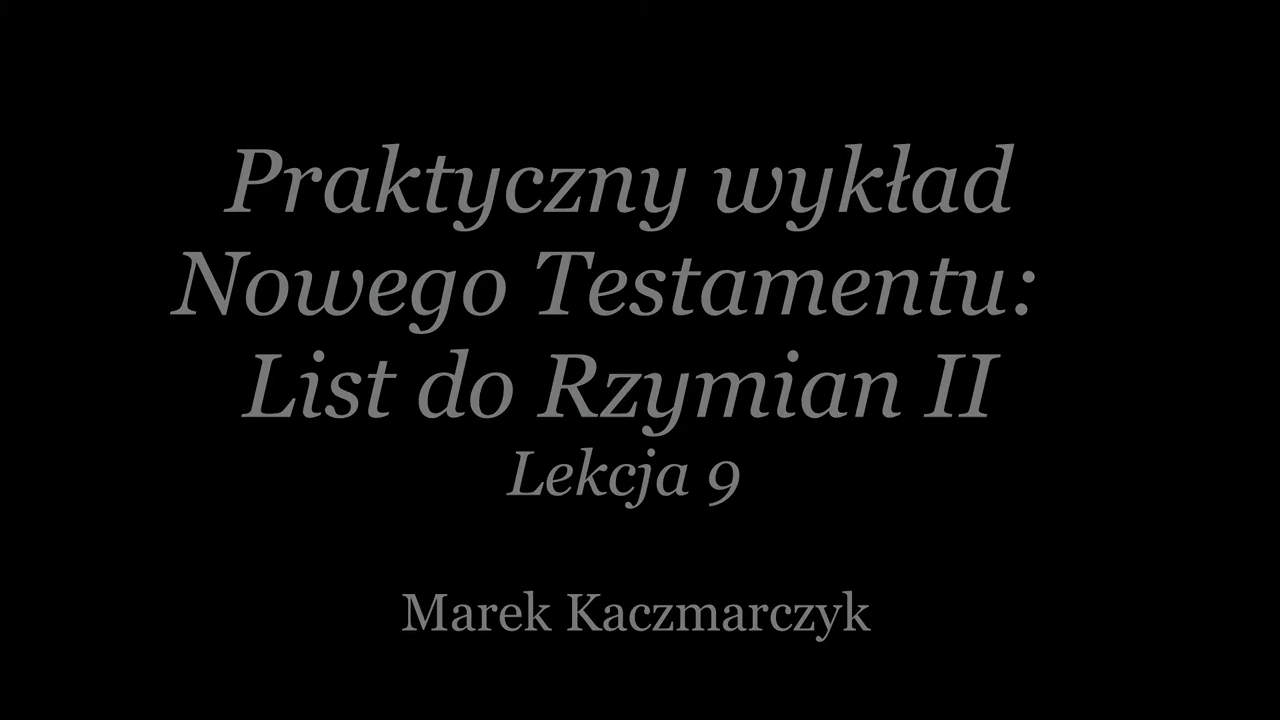 Praktyczny wykład
Nowego Testamentu:
List do Rzymian II
Lekcja 9
Marek Kaczmarczyk